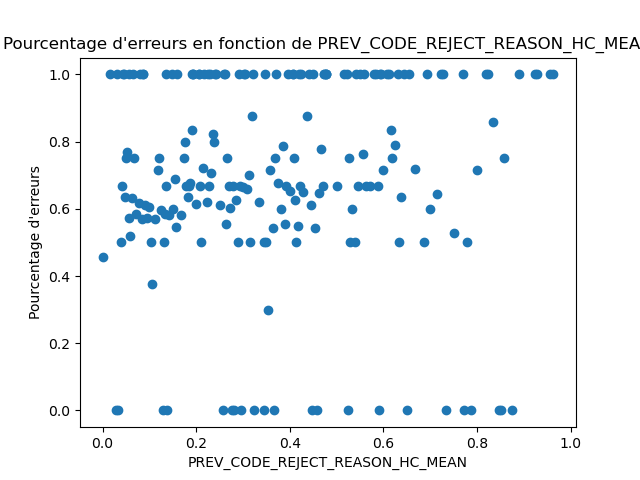 Pourcentage d'erreurs en fonction de PREV_CODE_REJECT_REASON_HC_MEA
1.0
0.8
0.6
0.4
0.2
0.0
Pourcentage d'erreurs
0.0 0.2 0.4 0.6 0.8 1.0
PREV_CODE_REJECT_REASON_HC_MEAN